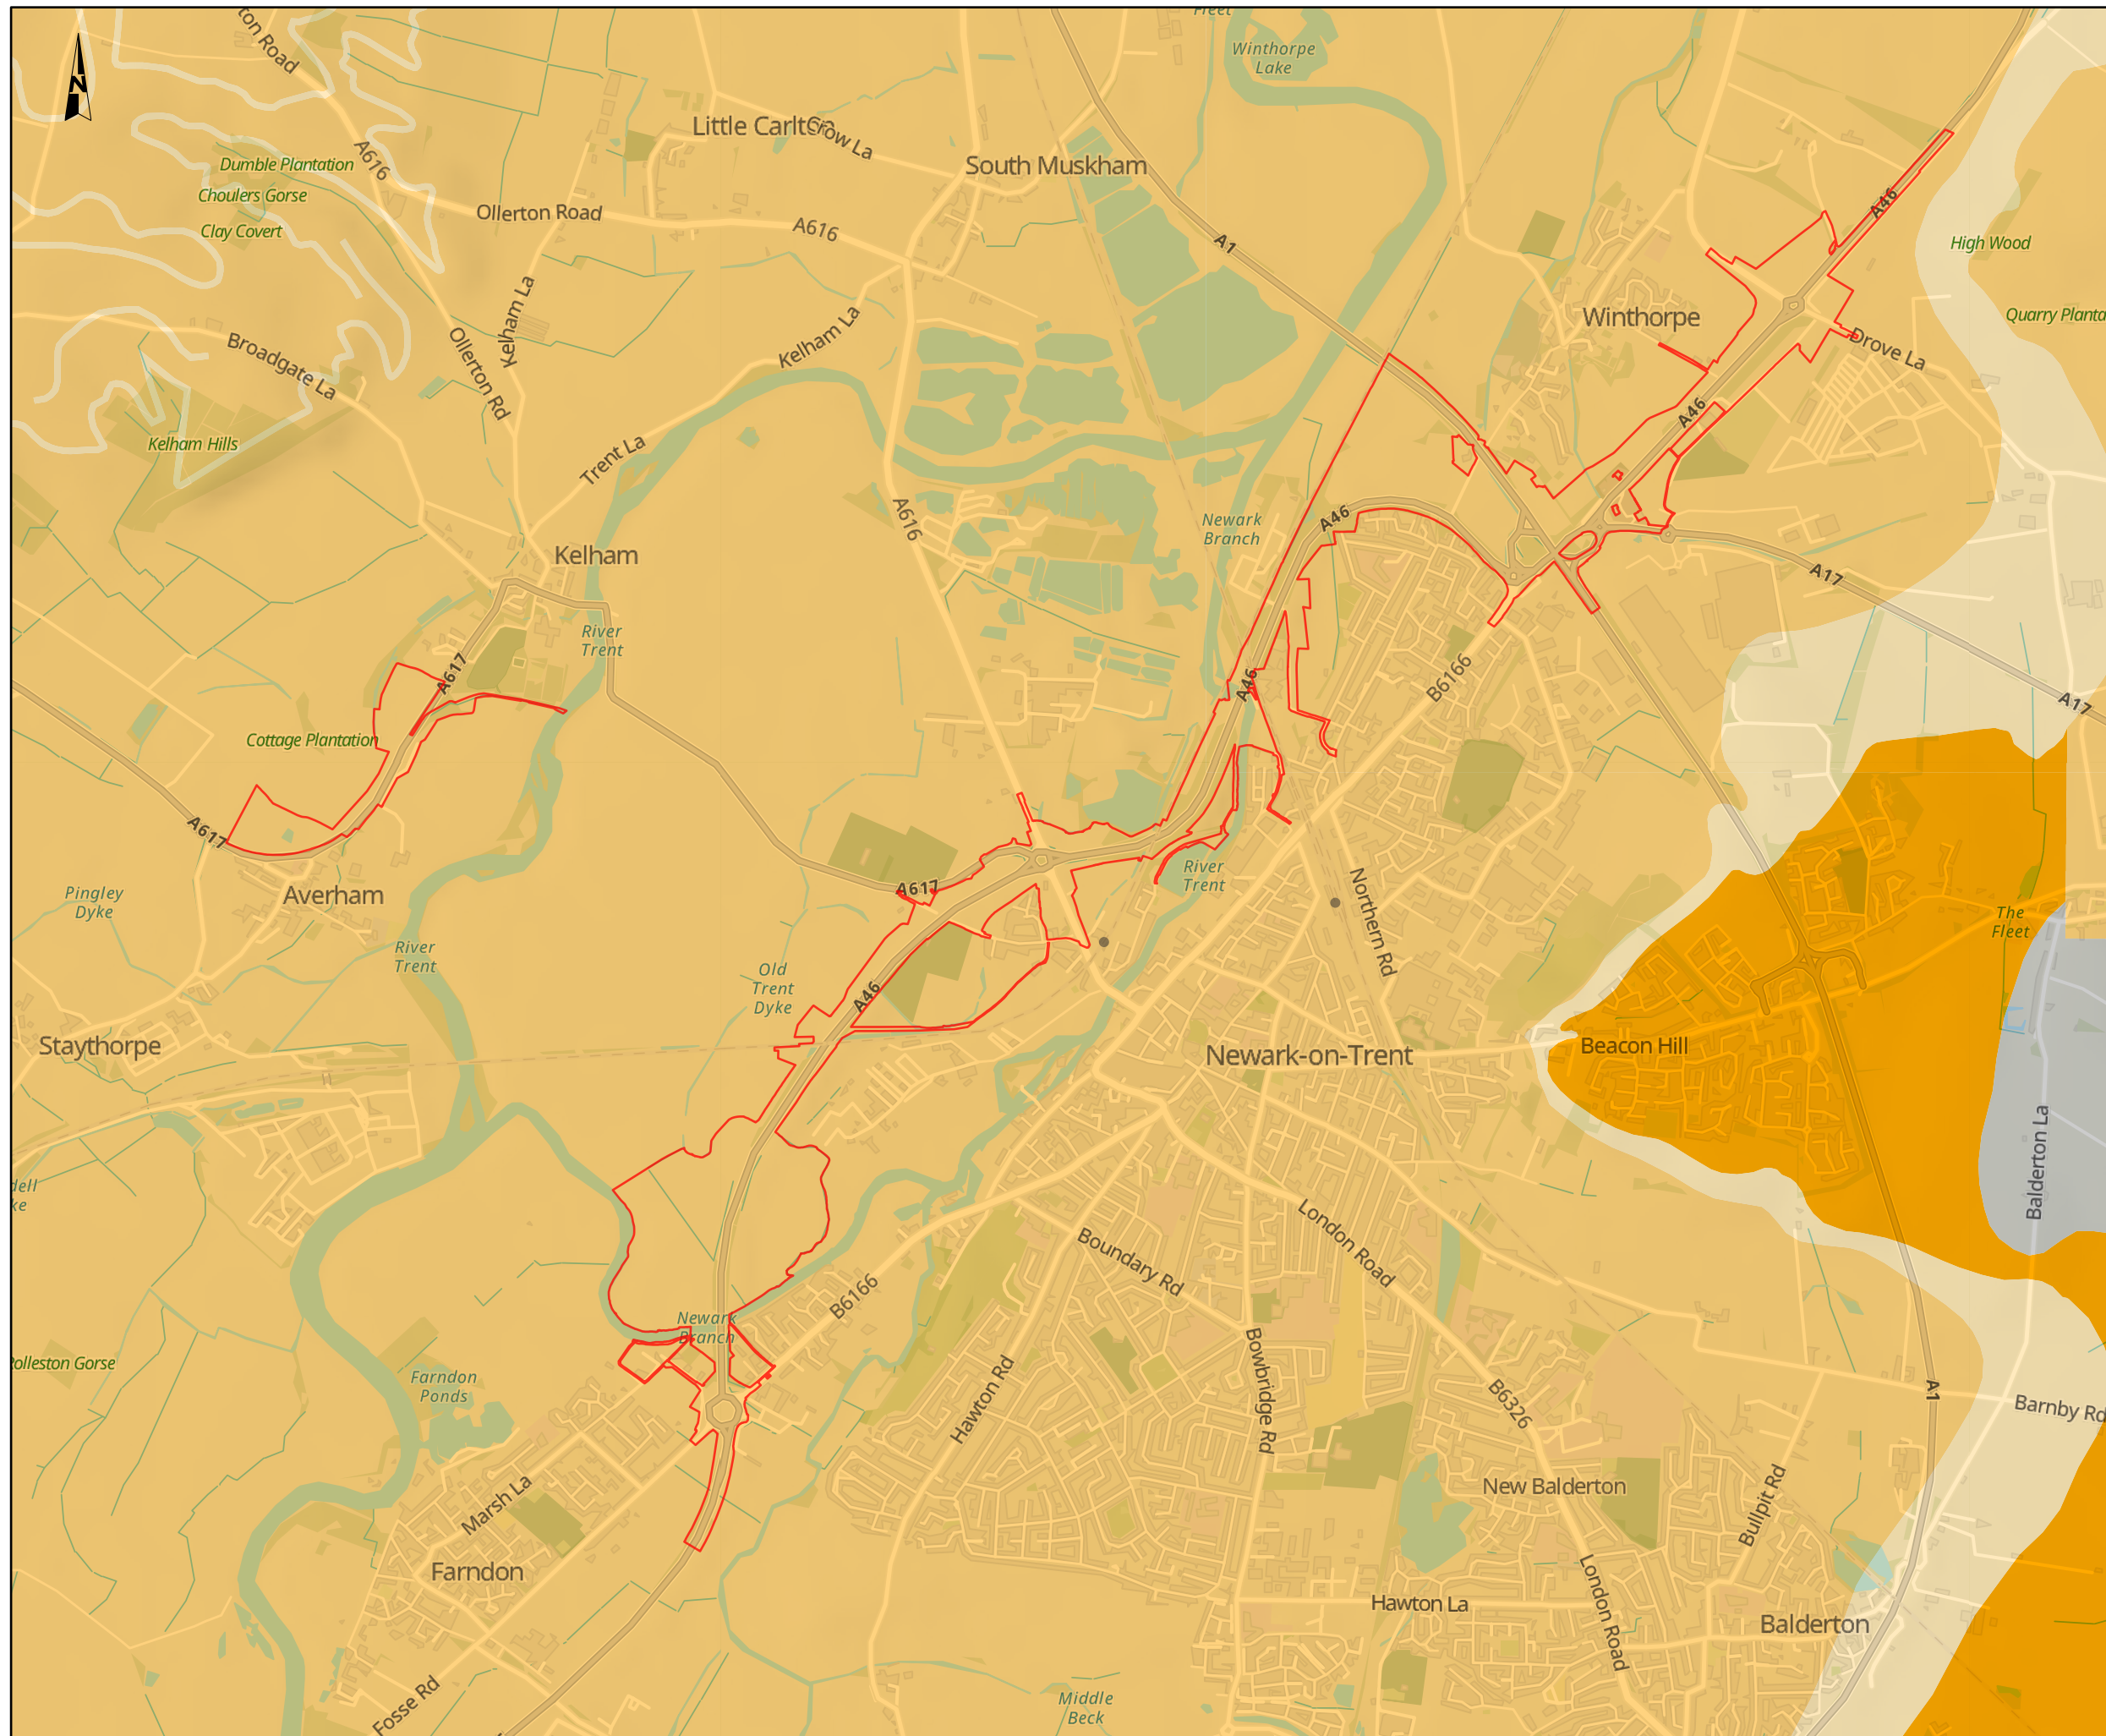 N
Fleet
Winthorpe
Lake
Dumble Plantation
Choulers Gorse
Clay Covert
A616
Little
Crow La
South Muskham
Ollerton Road
A616
A1
A46
High Wood
Kelham La
Ollerton Rd
Broadgate La
Kelham La
Winthorpe
Drove La
Kelham Hills
Trent La
A616
Newark
Branch
A46
A46
Kelham
A17
River
Trent
A617
B6166
A46
A17
Cottage Plantation
A617
Averham
A617
River
Trent
Northern Rd
Pingley
Dyke
The
Fleet
River
Trent
Old
Trent
Dyke
A46
Staythorpe
Newark-on-Trent
Beacon Hill
Balderton La
Boundary Rd
London Road
B6166
Newark
Branch
Farndon
Ponds
Hawton Rd
Bowbridge Rd
B6326
A1
Barnby Rd
Marsh La
New Balderton
Bullpit Rd
Farndon
Hawton La
London Road
Balderton
Fosse Rd
Middle
Beck